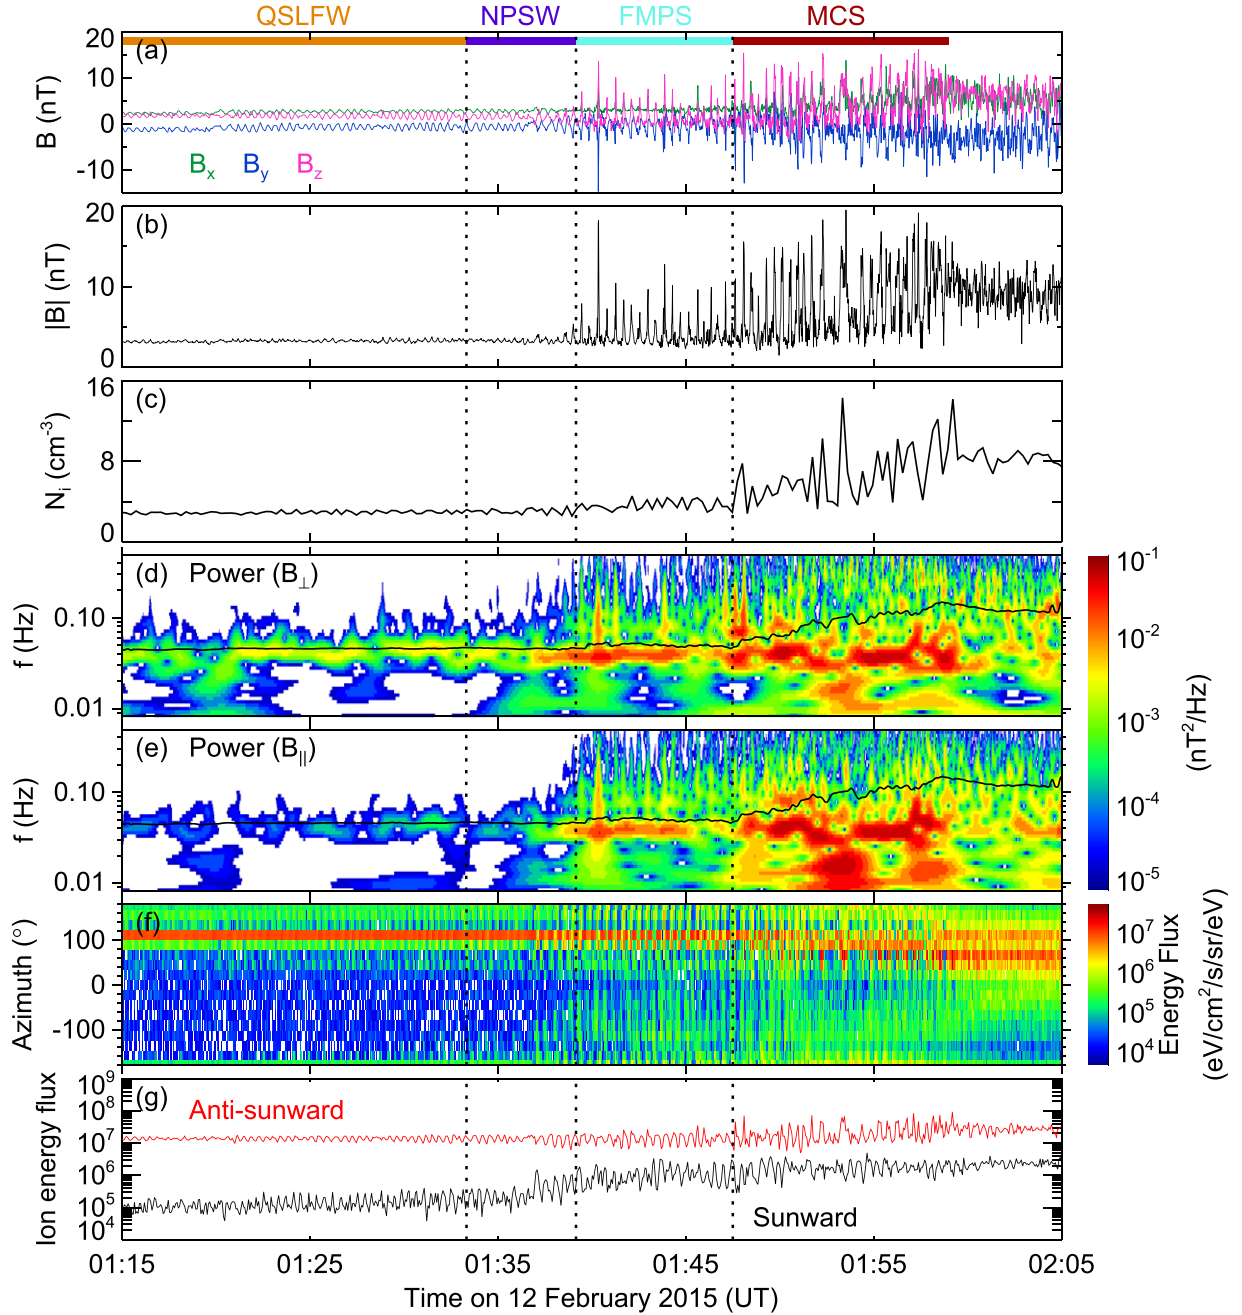 QSLFW NPSW FMPS MCS
(a)
20
10
0
-10
B (nT)
Bx By Bz
(b)
20
10
0
|B| (nT)
(c)
16
8
0
Ni (cm-3)
(d) Power (B⊥)
0.10
0.01
f (Hz)
(e) Power (B||)
0.10
0.01
f (Hz)
10-1
10-2
10-3
10-4
10-5
(nT2/Hz)
(f)
100
0
-100
Azimuth (°)
107
106
105
104
Energy Flux
(eV/cm2/s/sr/eV)
(g)
109
108
107
106
105
104
Ion energy flux
Anti-sunward
Sunward
01:15 01:25 01:35 01:45 01:55 02:05
Time on 12 February 2015 (UT)